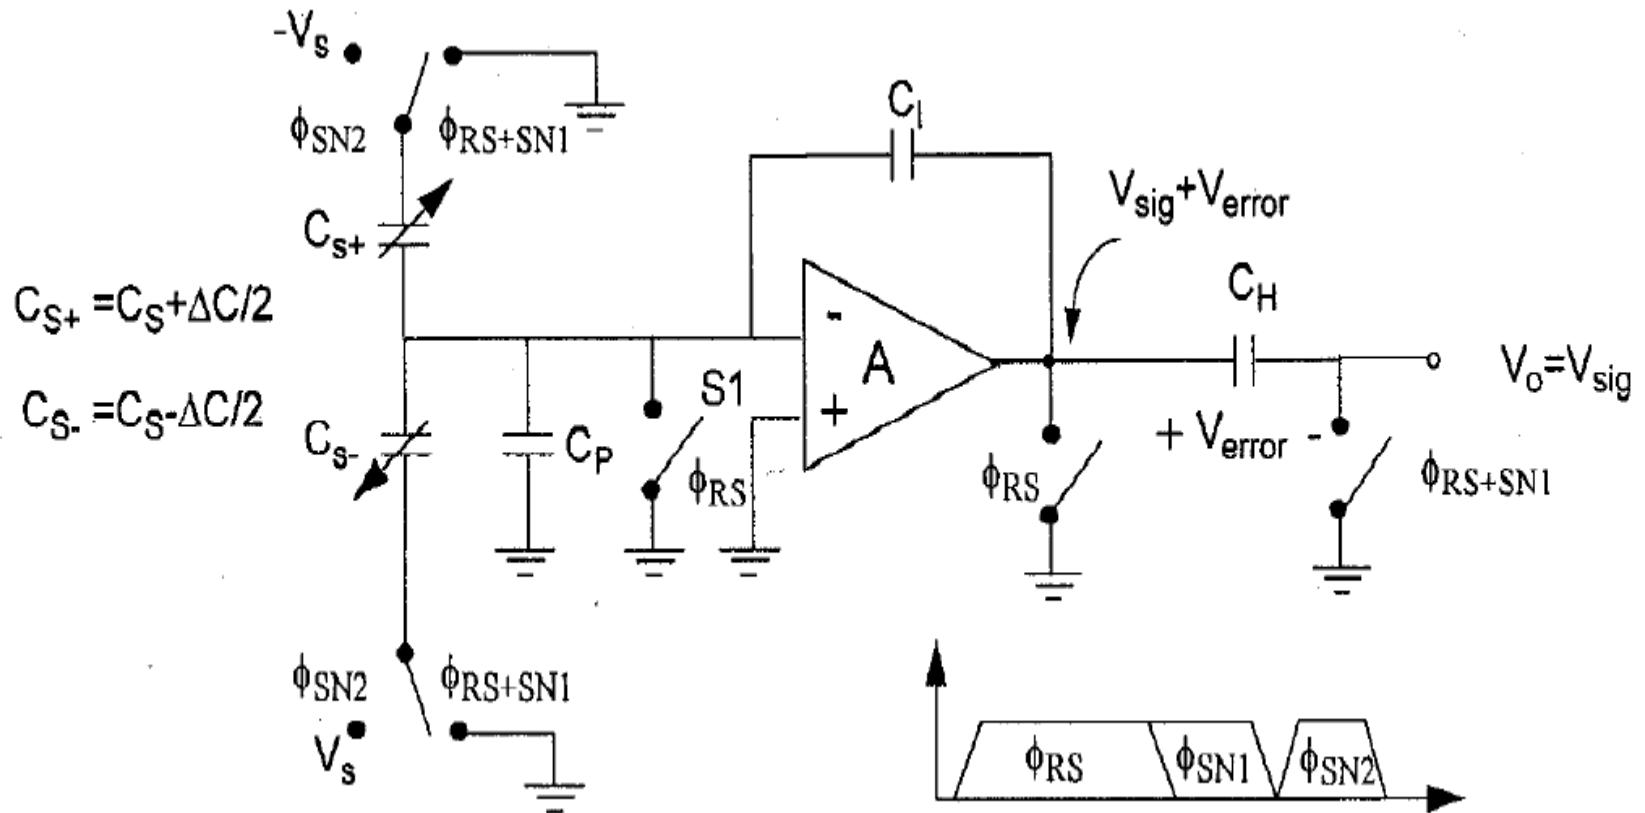 -Vs
ϕSN2
ϕRS+SN1
CI
Vsig+Verror
Cs+
CS+ =CS+ΔC/2
CH
-
A
+
S1
Vo=Vsig
CS- =CS-ΔC/2
Cs-
CP
ϕRS
ϕRS
+ Verror -
ϕRS+SN1
ϕSN2
ϕRS+SN1
Vs
ϕRS
ϕSN1
ϕSN2